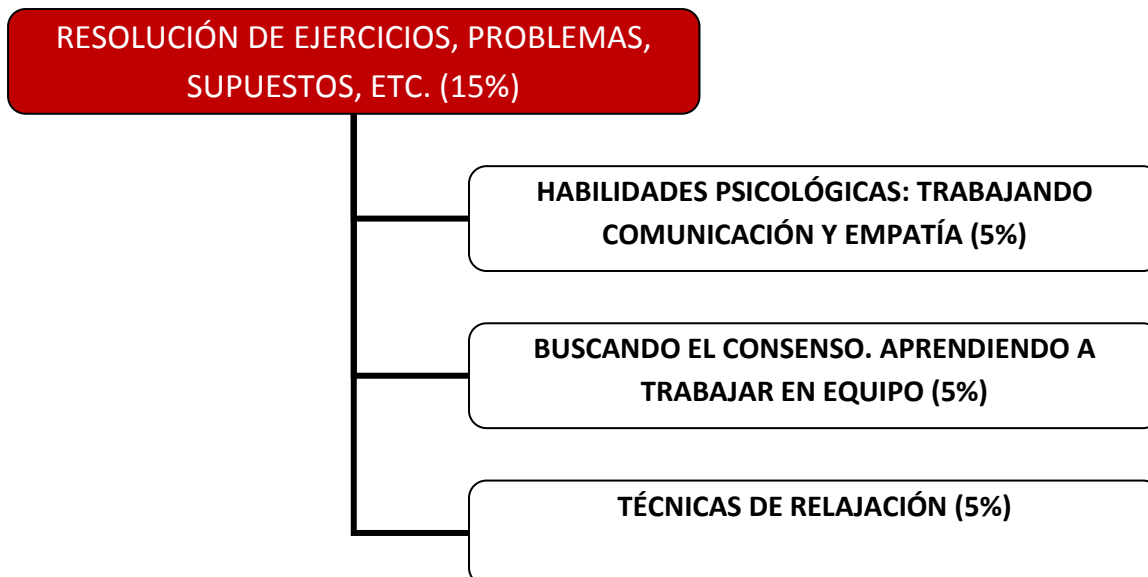 RESOLUCIÓN DE EJERCICIOS, PROBLEMAS,
SUPUESTOS, ETC. (15%)
HABILIDADES PSICOLÓGICAS: TRABAJANDO
COMUNICACIÓN Y EMPATÍA (5%)
BUSCANDO EL CONSENSO. APRENDIENDO A
TRABAJAR EN EQUIPO (5%)
TÉCNICAS DE RELAJACIÓN (5%)